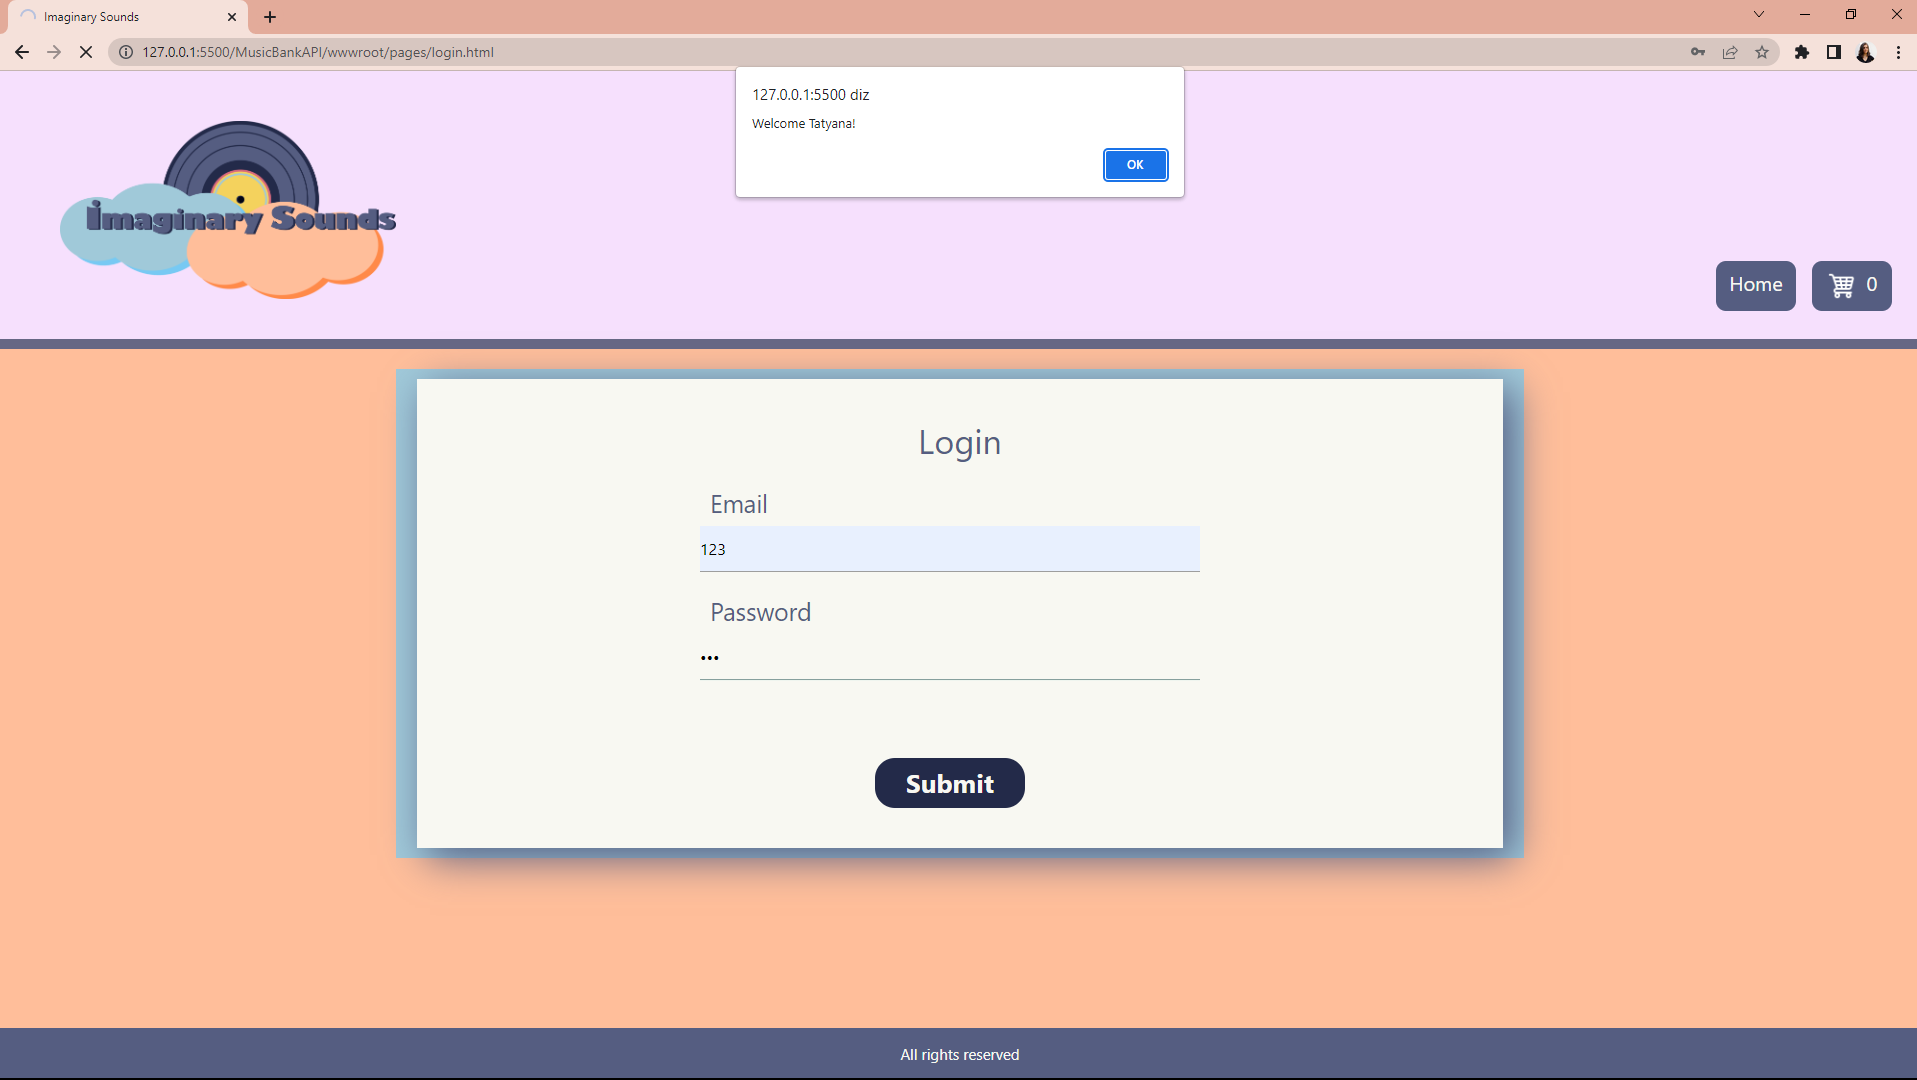 Imaginary Sounds
127.0.0.1:5500/MusicBankAPI/wwwroot/pages/login.html
127.0.0.1:5500 diz
Welcome Tatyana!
OK
Imaginary Sounds
Home
0
Login
Email
123
Password
•••
Submit
All rights reserved